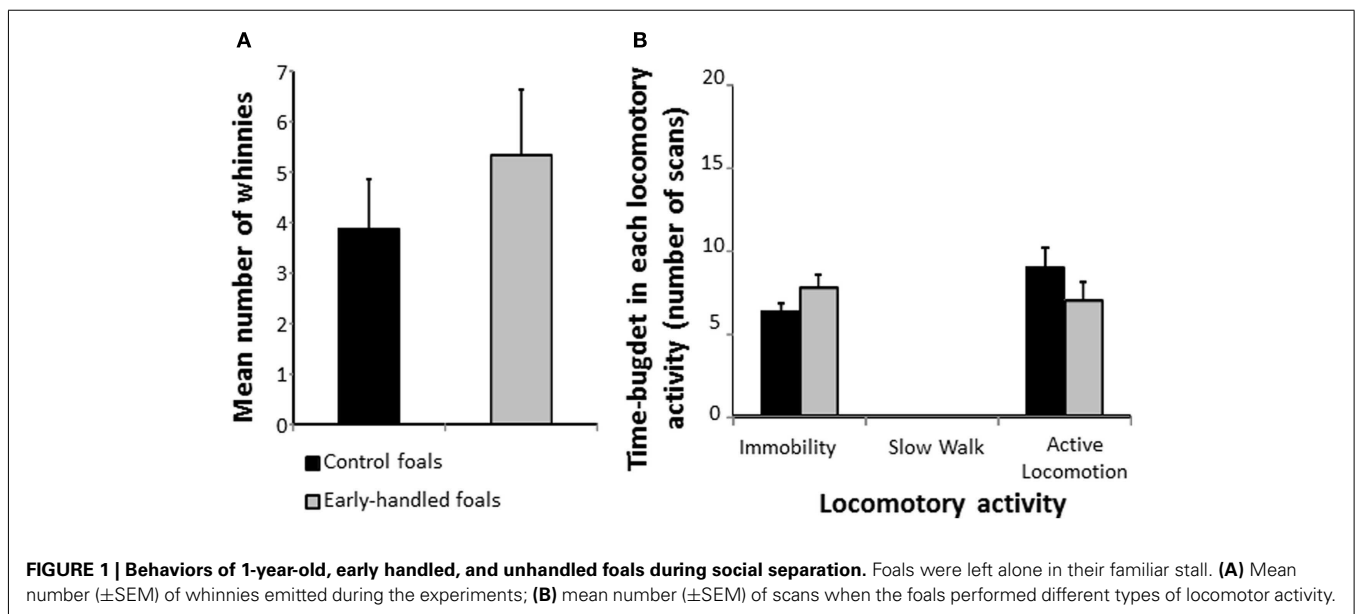 A
B
Mean number of whinnies
7
6
5
4
3
2
1
0
Control foals
Early-handled foals
Time-bugdet in each locomotory
activity (number of scans)
20
15
10
5
0
Immobility
Slow Walk
Active
Locomotion
Locomotory activity
FIGURE 1 | Behaviors of 1-year-old, early handled, and unhandled foals during social separation. Foals were left alone in their familiar stall. (A) Mean
number (±SEM) of whinnies emitted during the experiments; (B) mean number (±SEM) of scans when the foals performed different types of locomotor activity.